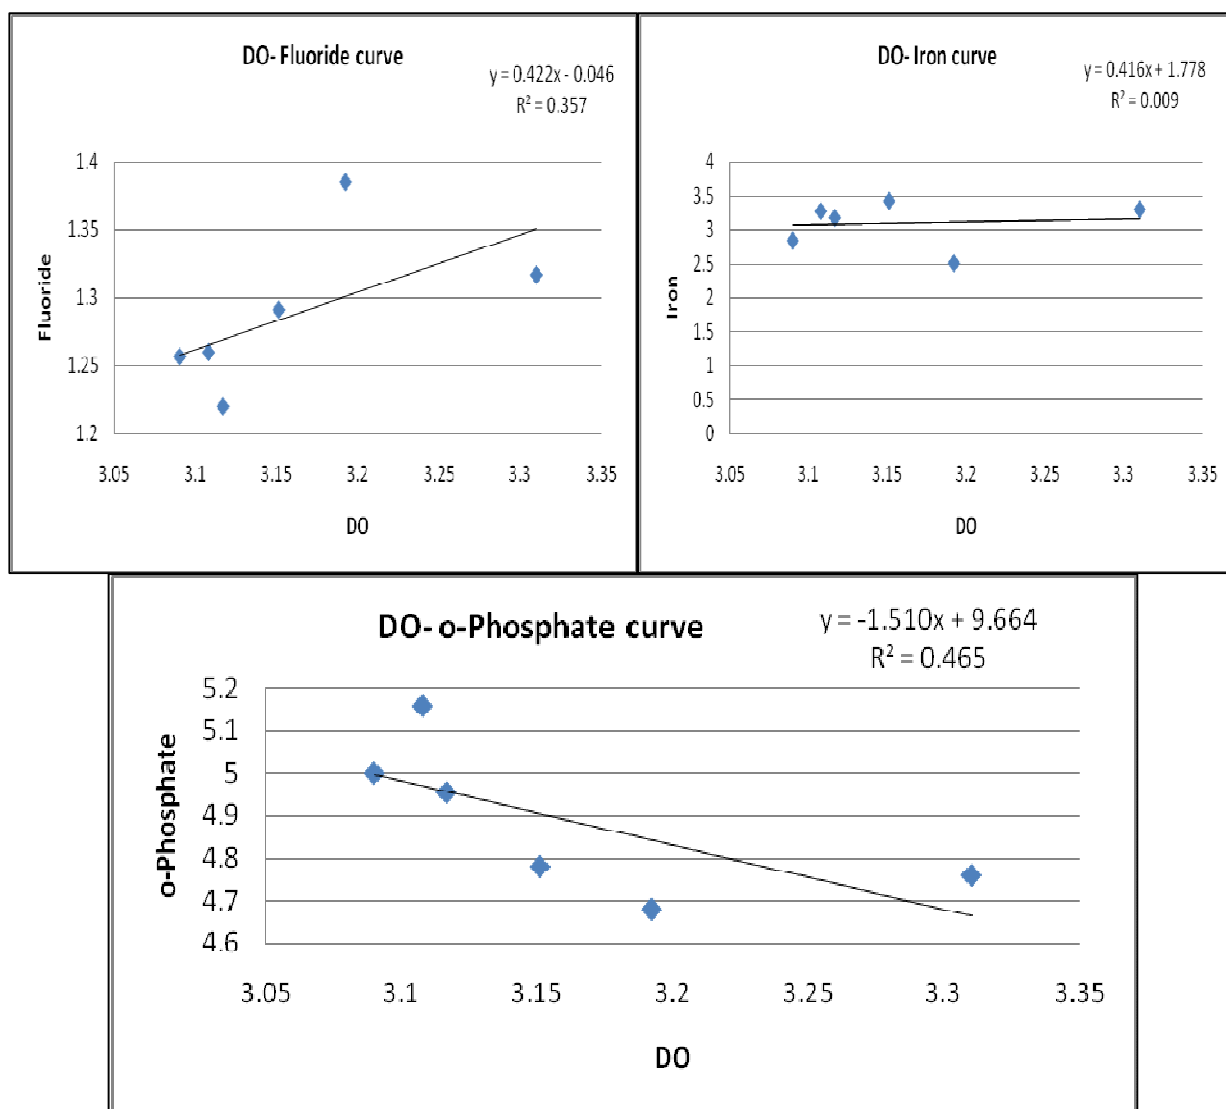 DO- Fluoride curve
y = 0.422x - 0.046
R² = 0.357
1.4
1.35
1.3
1.25
1.2
Fluoride
3.05 3.1 3.15 3.2 3.25 3.3 3.35
DO
DO- Iron curve
y = 0.416x + 1.778
R² = 0.009
4
3.5
3
2.5
2
1.5
1
0.5
0
Iron
3.05 3.1 3.15 3.2 3.25 3.3 3.35
DO
DO- o-Phosphate curve
y = -1.510x + 9.664
R² = 0.465
5.2
5.1
5
4.9
4.8
4.7
4.6
o-Phosphate
3.05 3.1 3.15 3.2 3.25 3.3 3.35
DO